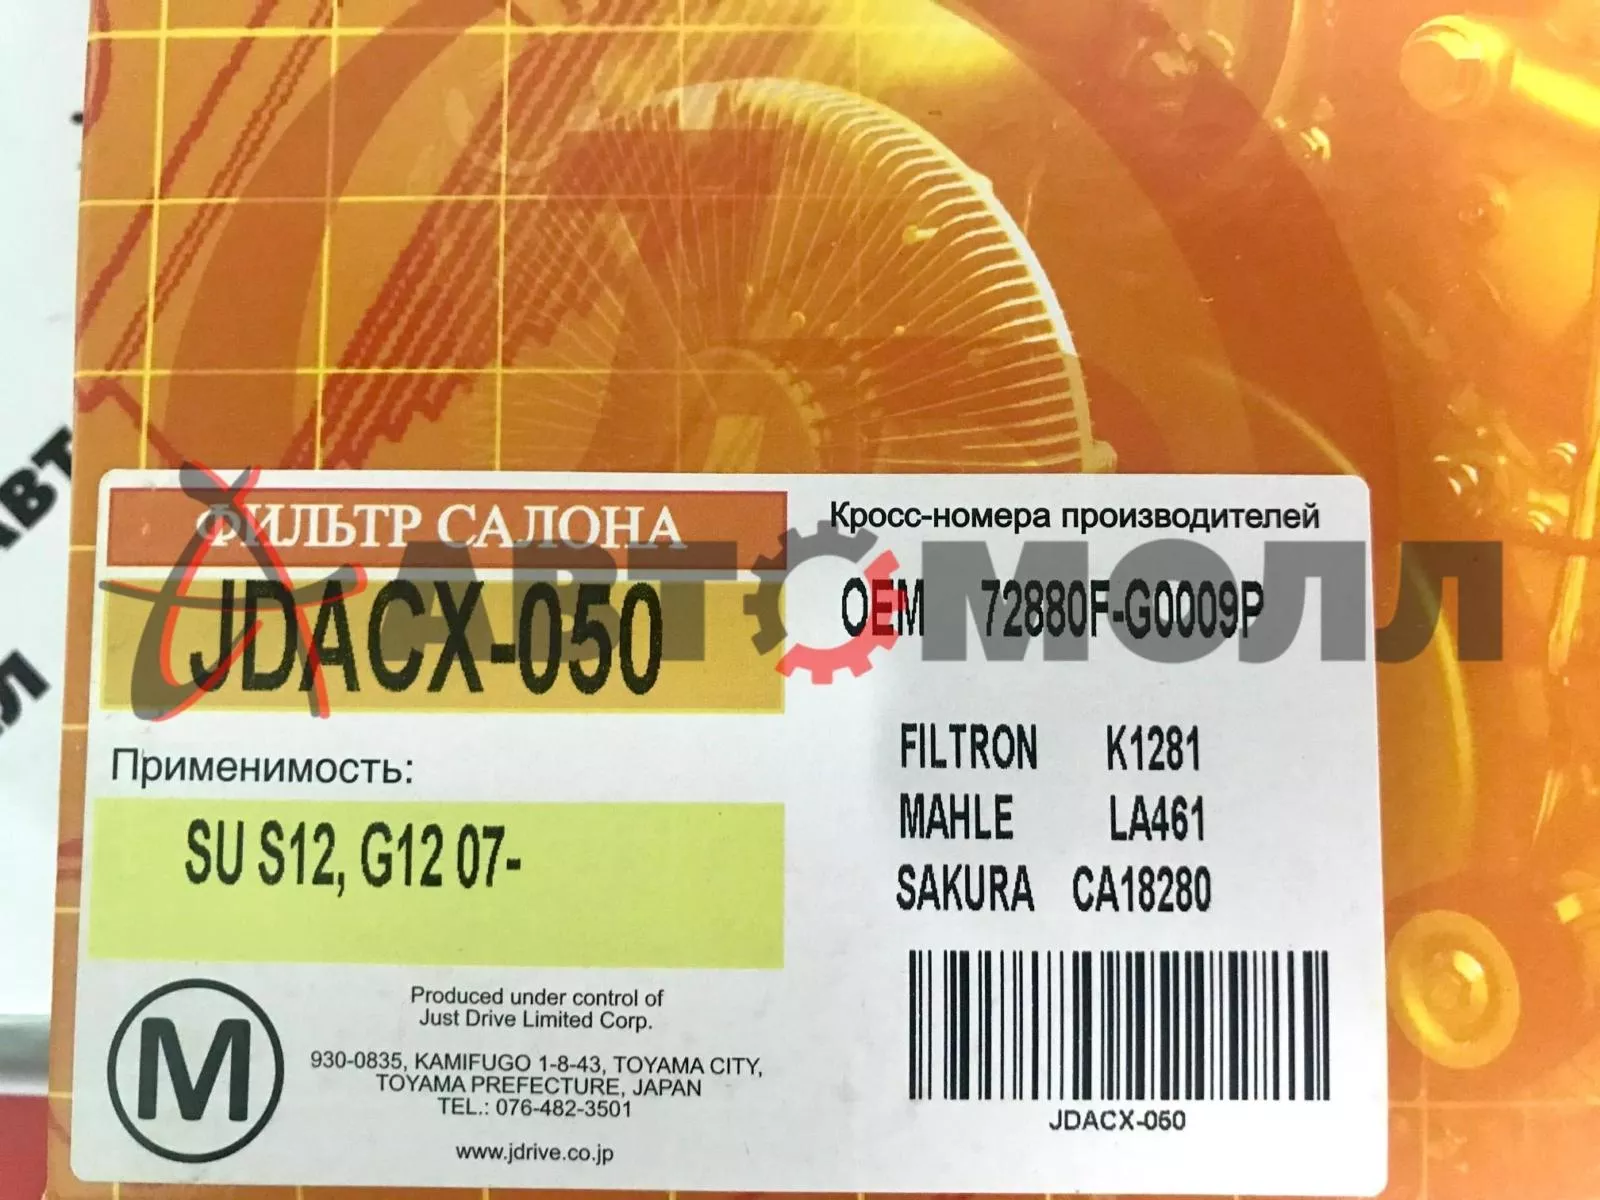 ФИЛЬТР САЛОНА
JDACX-050
Применимость:
SU S12, G12 07-
M
Produced under control of
Just Drive Limited Corp.
930-0835, KAMIFUGO 1-8-43, TOYAMA CITY,
TOYAMA PREFECTURE, JAPAN
TEL.: 076-482-3501
www.jdrive.co.jp
Кросс-номера производителей
OEM 72880F-G0009P
FILTRON K1281
MAHLE LA461
SAKURA CA18280
JDACX-050
АВТОМОЛЛ